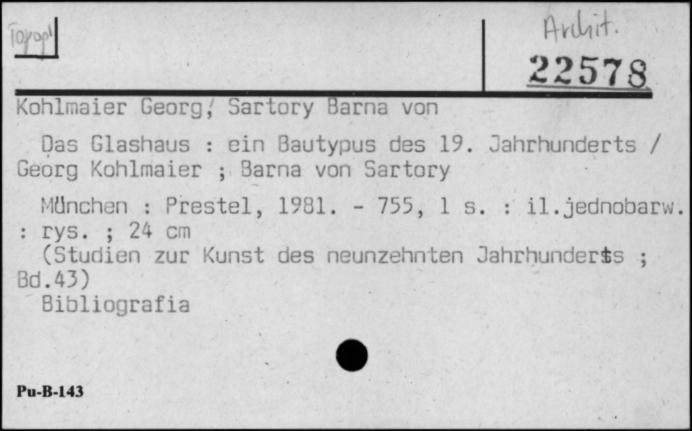 Topogr
Archit.
22578
Kohlmaier Georg, Sartory Barna von
Das Glashaus : ein Bautypus des 19. Jahrhunderts /
Georg Kohlmaier ; Barna von Sartory
München : Prestel, 1981. - 755, 1 s. : il.jednobarw.
: rys. ; 24 cm
(Studien zur Kunst des neunzehnten Jahrhunderts ;
Bd.43)
Bibliografia
Pu-B-143